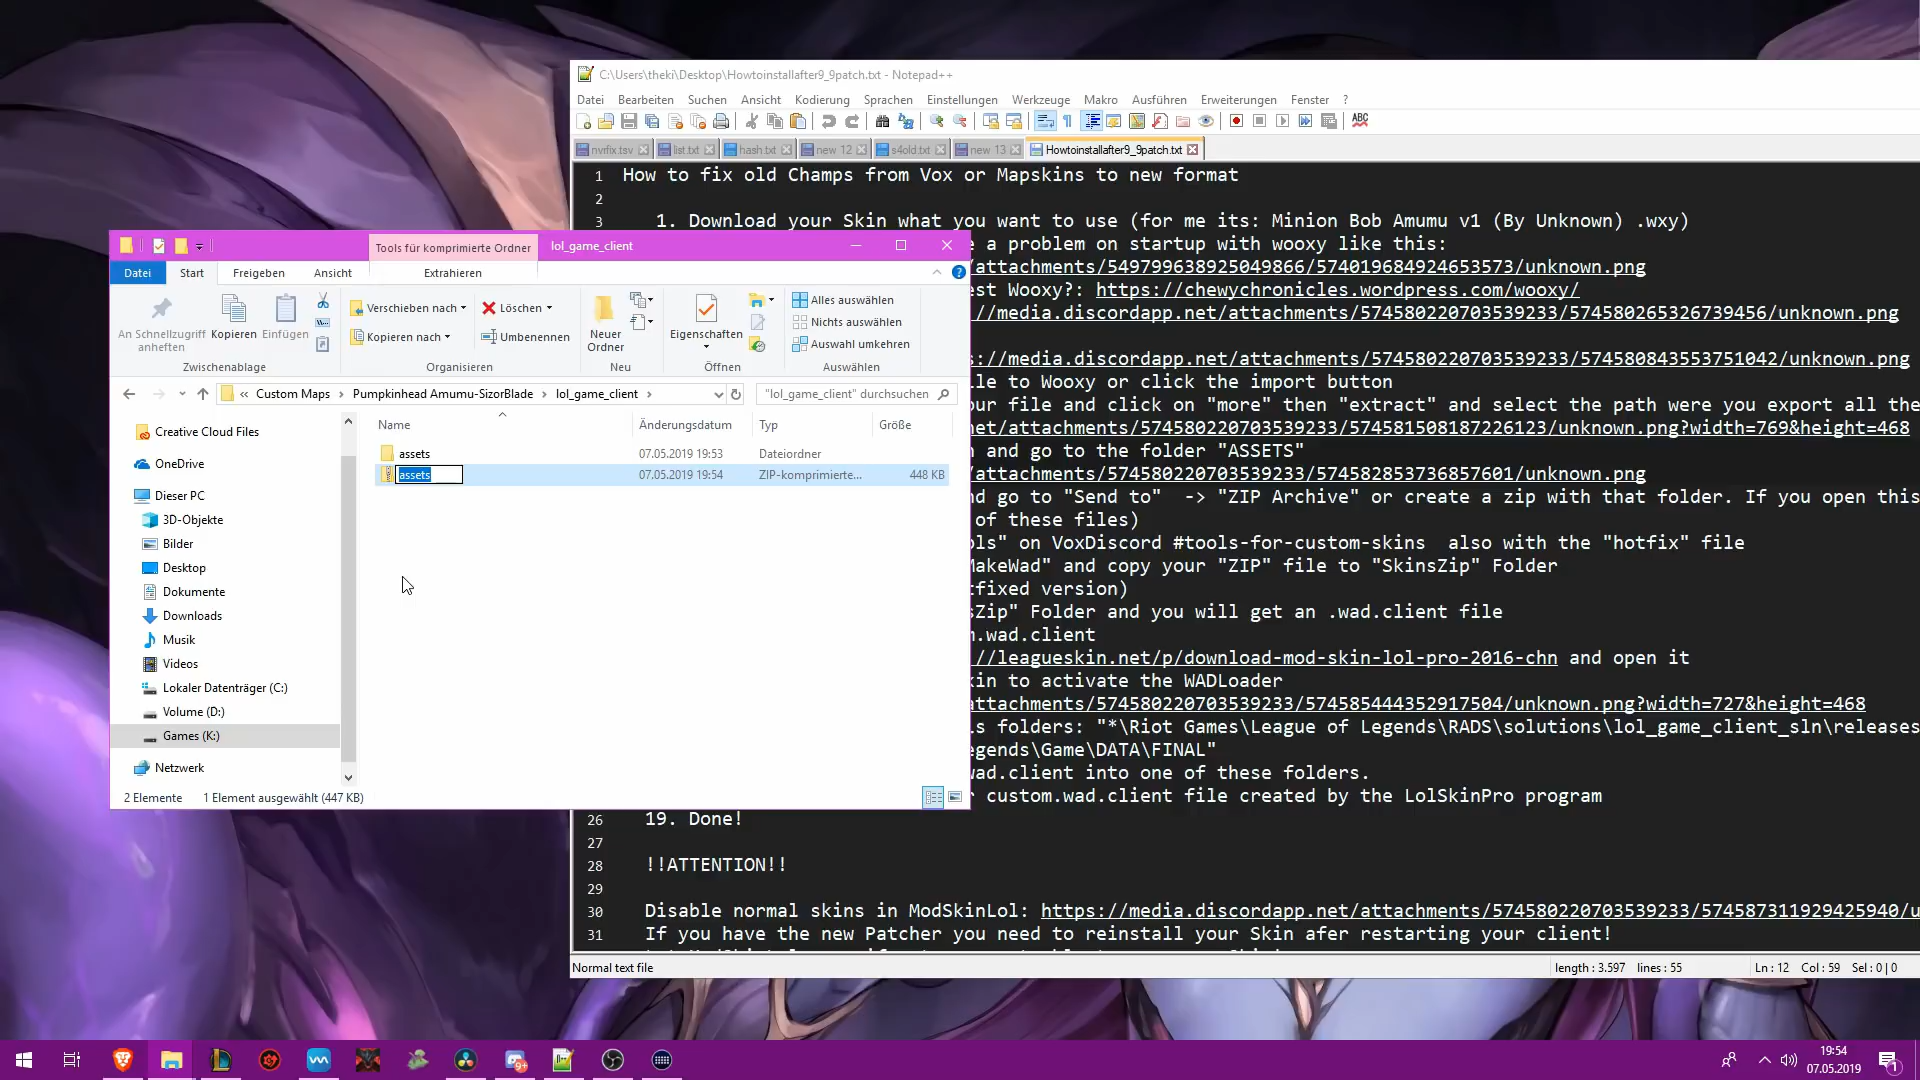 C:\Users\theki\Desktop\Howtoinstallafter9_9patch.txt - Notepad++
Datei Bearbeiten Suchen Ansicht Kodierung Sprachen Einstellungen Werkzeuge Makro Ausführen Erweiterungen Fenster ?
nvrfix.tsv list.txt hash.txt new 12 s4old.txt new 13 Howtoinstallafter9_9patch.txt
1 How to fix old Champs from Vox or Mapskins to new format
2
3 1. Download your Skin what you want to use (for me its: Minion Bob Amumu v1 (By Unknown) .wxy)
e a problem on startup with wooxy like this:
attachments/549799638925049866/574019684924653573/unknown.png
est Wooxy?: https://chewychronicles.wordpress.com/wooxy/
//media.discordapp.net/attachments/574580220703539233/574580265326739456/unknown.png
s://media.discordapp.net/attachments/574580220703539233/574580843553751042/unknown.png
le to Wooxy or click the import button
our file and click on "more" then "extract" and select the path were you export all the
net/attachments/574580220703539233/574581508187226123/unknown.png?width=769&height=468
n and go to the folder "ASSETS"
attachments/574580220703539233/574582853736857601/unknown.png
nd go to "Send to" -> "ZIP Archive" or create a zip with that folder. If you open this
of these files)
ols" on VoxDiscord #tools-for-custom-skins also with the "hotfix" file
MakeWad" and copy your "ZIP" file to "SkinsZip" Folder
tfixed version)
sZip" Folder and you will get an .wad.client file
n.wad.client
//leagueskin.net/p/download-mod-skin-lol-pro-2016-chn and open it
kin to activate the WADLoader
attachments/574580220703539233/574585444352917504/unknown.png?width=727&height=468
s folders: "*\Riot Games\League of Legends\RADS\solutions\lol_game_client_sln\releases
egends\Game\DATA\FINAL"
wad.client into one of these folders.
r custom.wad.client file created by the LolSkinPro program
26 19. Done!
27
28 !!ATTENTION!!
29
30 Disable normal skins in ModSkinLol: https://media.discordapp.net/attachments/574580220703539233/574587311929425940/u
31 If you have the new Patcher you need to reinstall your Skin afer restarting your client!
Normal text file length : 3.597 lines : 55 Ln : 12 Col : 59 Sel : 0 | 0
Tools für komprimierte Ordner lol_game_client
Datei Start Freigeben Ansicht Extrahieren
An Schnellzugriff anheften
Kopieren
Einfügen
Zwischenablage
Verschieben nach
Kopieren nach
Löschen
Umbenennen
Organisieren
Neuer Ordner
Neu
Eigenschaften
Öffnen
Alles auswählen
Nichts auswählen
Auswahl umkehren
Auswählen
« Custom Maps › Pumpkinhead Amumu-SizorBlade › lol_game_client ›
"lol_game_client" durchsuchen
Creative Cloud Files
OneDrive
Dieser PC
3D-Objekte
Bilder
Desktop
Dokumente
Downloads
Musik
Videos
Lokaler Datenträger (C:)
Volume (D:)
Games (K:)
Netzwerk
Name Änderungsdatum Typ Größe
assets 07.05.2019 19:53 Dateiordner
assets 07.05.2019 19:54 ZIP-komprimierte... 448 KB
2 Elemente 1 Element ausgewählt (447 KB)
9+
19:54
07.05.2019
1